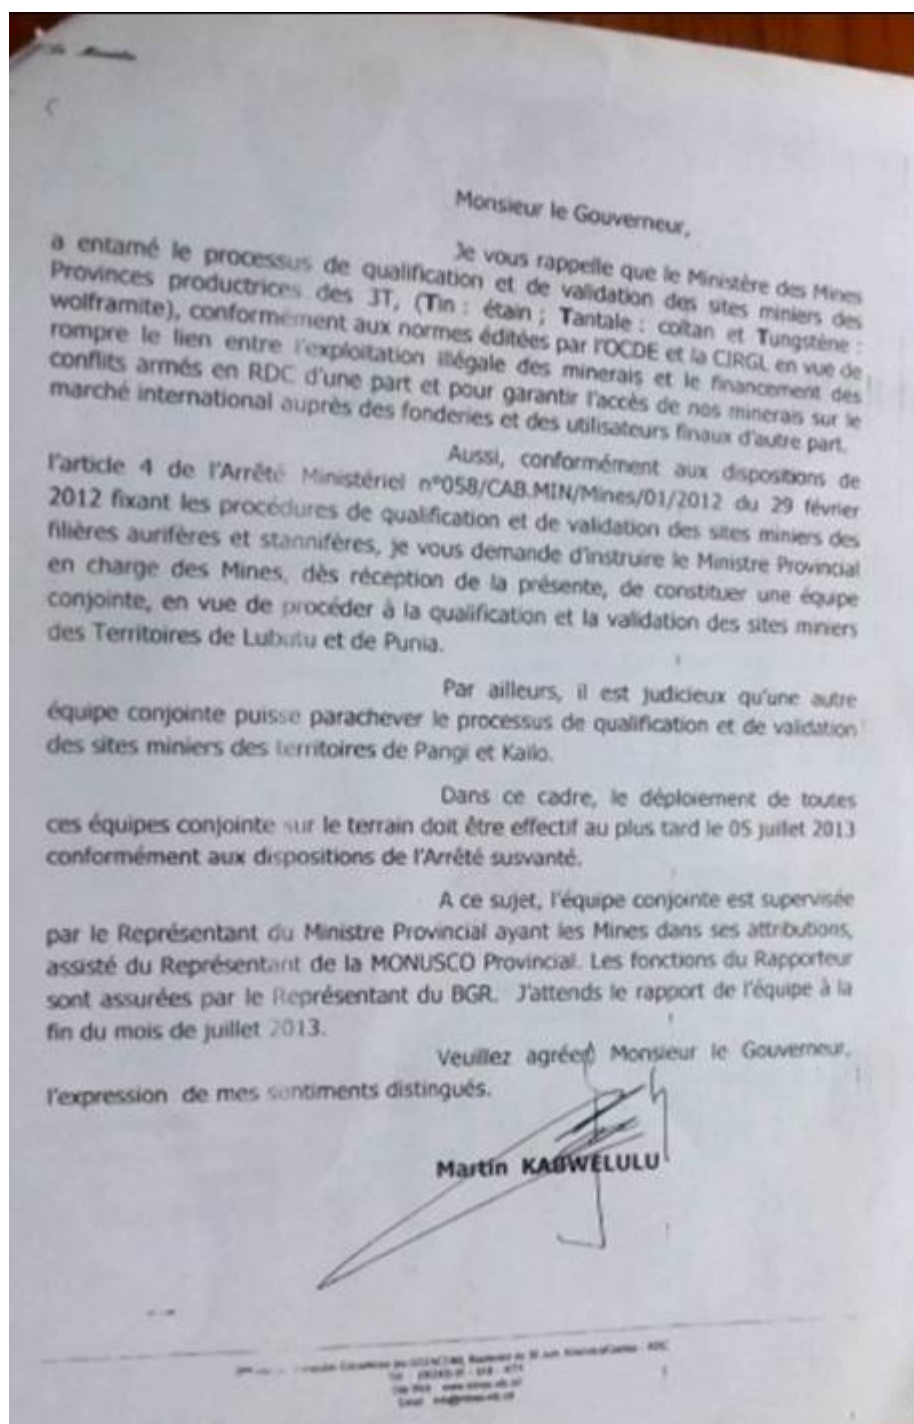 Monsieur le Gouverneur,
Je vous rappelle que le Ministère des Mines
a entamé le processus de qualification et de validation des sites miniers des
Provinces productrices des 3T, (Tin : étain ; Tantale : coltan et Tungstène :
wolframite), conformément aux normes éditées par l'OCDE et la CIRGL en vue de
rompre le lien entre l'exploitation illégale des minerais et le financement des
conflits armés en RDC d'une part et pour garantir l'accès de nos minerais sur le
marché international auprès des fonderies et des utilisateurs finaux d'autre part.
Aussi, conformément aux dispositions de
l'article 4 de l'Arrêté Ministériel n°058/CAB.MIN/Mines/01/2012 du 29 février
2012 fixant les procédures de qualification et de validation des sites miniers des
filières aurifères et stannifères, je vous demande d'instruire le Ministre Provincial
en charge des Mines, dès réception de la présente, de constituer une équipe
conjointe, en vue de procéder à la qualification et la validation des sites miniers
des Territoires de Lubutu et de Punia.
Par ailleurs, il est judicieux qu'une autre
équipe conjointe puisse parachever le processus de qualification et de validation
des sites miniers des territoires de Pangi et Kailo.
Dans ce cadre, le déploiement de toutes
ces équipes conjointe sur le terrain doit être effectif au plus tard le 05 juillet 2013
conformément aux dispositions de l'Arrêté susvanté.
A ce sujet, l'équipe conjointe est supervisée
par le Représentant du Ministre Provincial ayant les Mines dans ses attributions,
assisté du Représentant de la MONUSCO Provincial. Les fonctions du Rapporteur
sont assurées par le Représentant du BGR. J'attends le rapport de l'équipe à la
fin du mois de juillet 2013.
Veuillez agréer, Monsieur le Gouverneur,
l'expression de mes sentiments distingués.
Martin KABWELULU